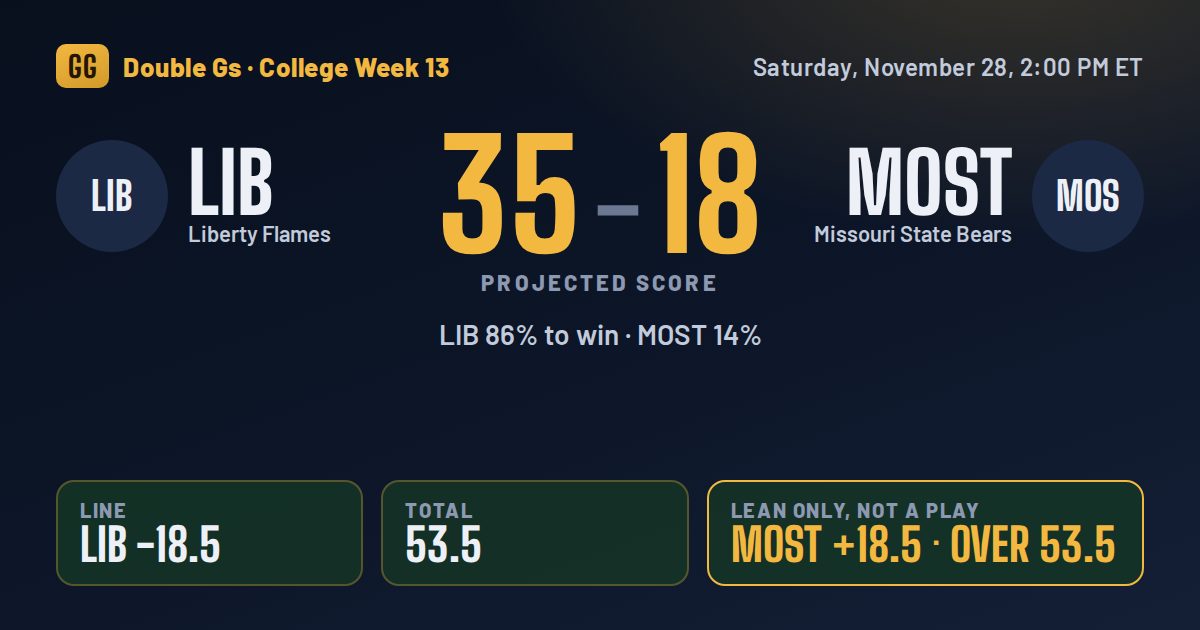 GG Double Gs · College Week 13
Saturday, November 28, 2:00 PM ET
LIB
LIB
Liberty Flames
35 – 18
PROJECTED SCORE
LIB 86% to win · MOST 14%
MOST
Missouri State Bears
MOS
LINE
LIB −18.5
TOTAL
53.5
LEAN ONLY, NOT A PLAY
MOST +18.5 · OVER 53.5